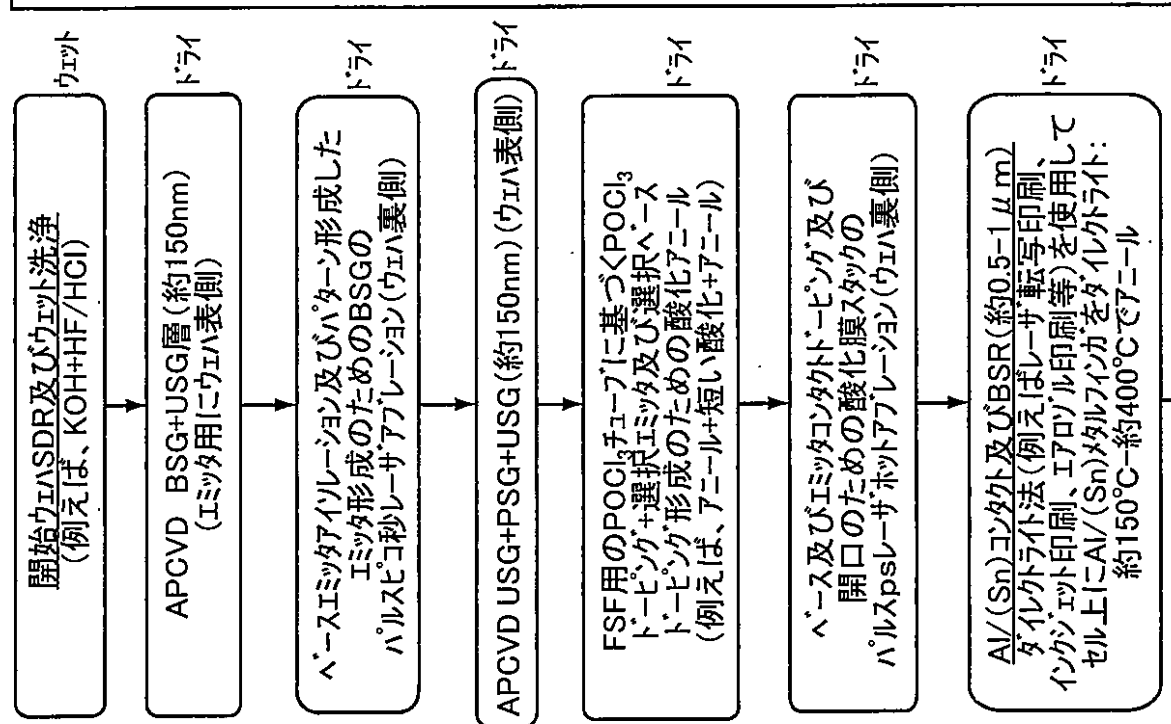 開始ウェハSDR及びウェット洗浄
(例えば、KOH+HF/HCl)
ウェット
APCVD BSG+USG層(約150nm)
(エミッタ用にウェハ表側)
ドライ
ベースエミッタアイソレーション及びパターン形成した
エミッタ形成のためのBSGの
パルスピコ秒レーザアブレーション(ウェハ裏側)
ドライ
APCVD USG+PSG+USG(約150nm)(ウェハ表側)
ドライ
FSF用のPOCl₃チューブに基づくPOCl₃
ドーピング+選択エミッタ及び選択ベース
ドーピング形成のための酸化アニール
(例えば、アニール+短い酸化+アニール)
ドライ
ベース及びエミッタコンタクトドーピング及び
開口のための酸化膜スタックの
パルスpsレーザホットアブレーション(ウェハ裏側)
ドライ
Al/(Sn)コンタクト及びBSR(約0.5-1μm)
ダイレクトライト法(例えばレーザ転写印刷、
インクジェット印刷、エアロゾル印刷等)を使用して
セル上にAl/(Sn)メタルフィンガをダイレクトライト:
約150°C-約400°Cでアニール
ドライ